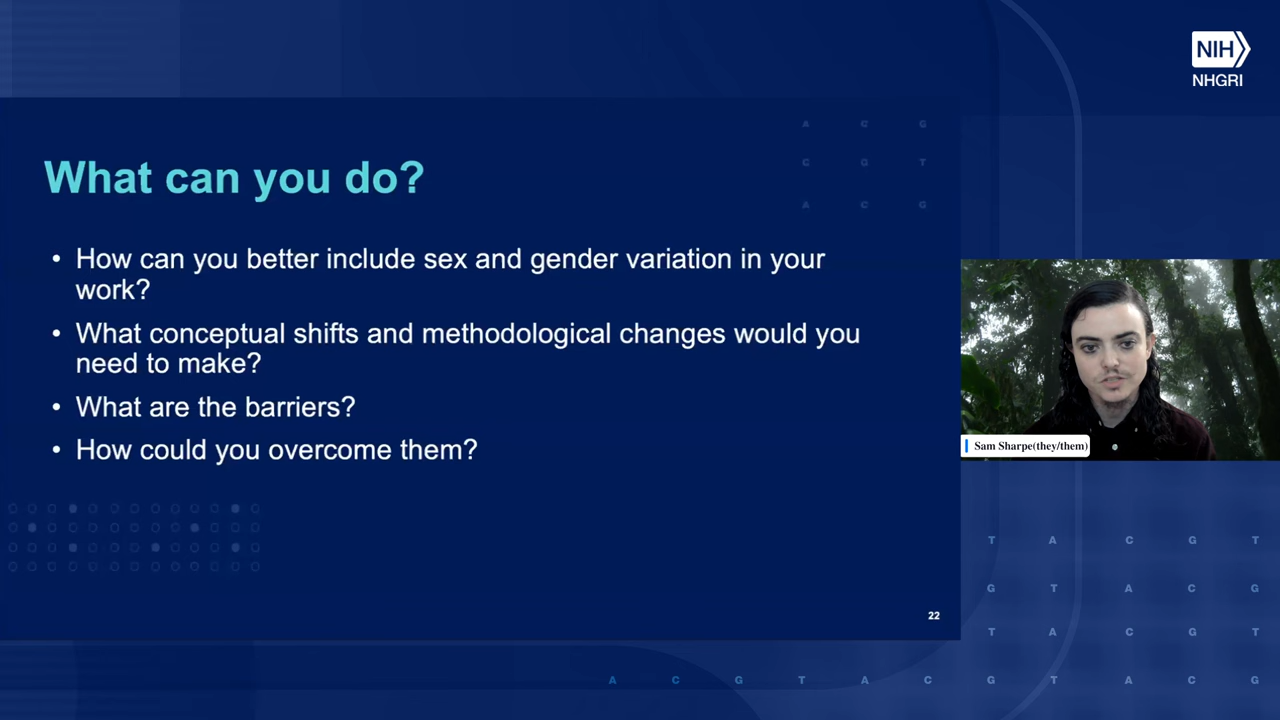 NIH
NHGRI
A C G
C G T
A C G
What can you do?
• How can you better include sex and gender variation in your
work?
• What conceptual shifts and methodological changes would you
need to make?
• What are the barriers?
• How could you overcome them?
Sam Sharpe(they/them)
22
T A C G T
G T A C G
T A C G T
A C G T A C G T A C G